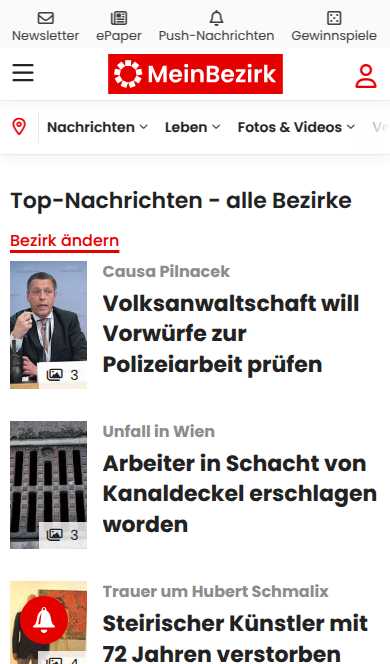 Newsletter
ePaper
Push-Nachrichten
Gewinnspiele
MeinBezirk
Nachrichten
Leben
Fotos & Videos
Top-Nachrichten - alle Bezirke
Bezirk ändern
Causa Pilnacek
Volksanwaltschaft will
Vorwürfe zur
Polizeiarbeit prüfen
3
Unfall in Wien
Arbeiter in Schacht von
Kanaldeckel erschlagen
worden
3
Trauer um Hubert Schmalix
Steirischer Künstler mit
72 Jahren verstorben
4